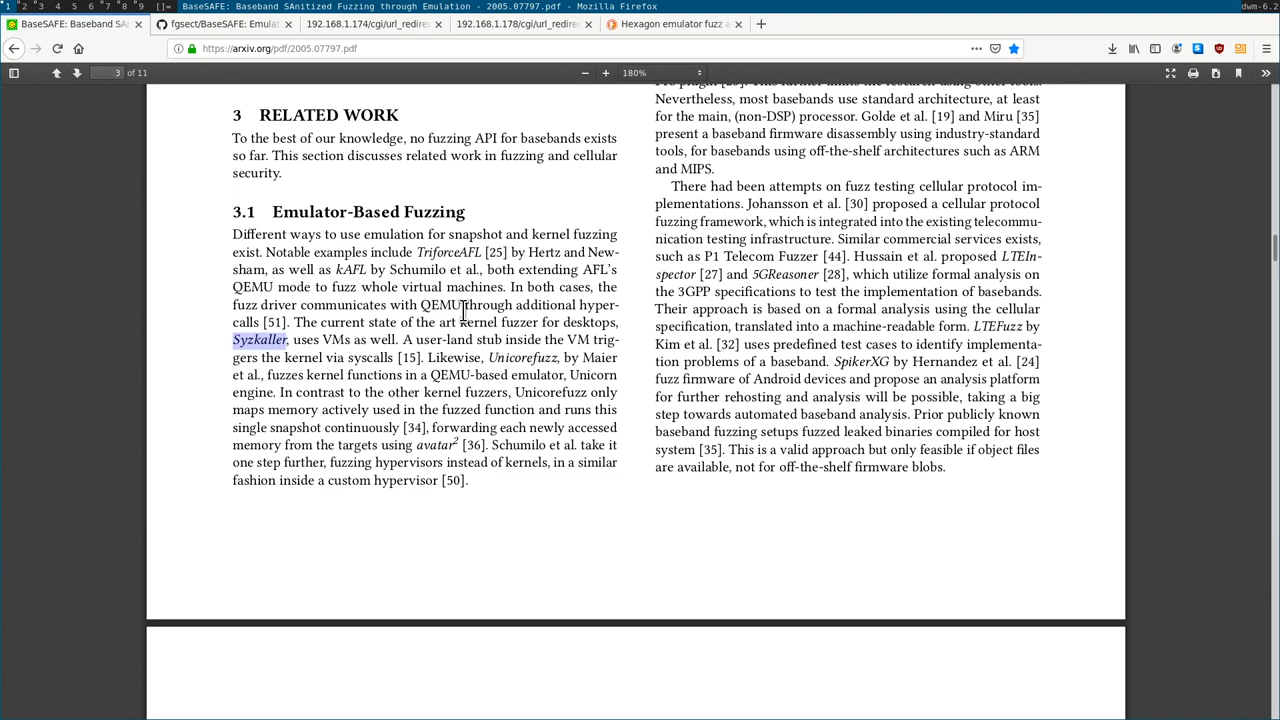 1 2 3 4 5 6 7 8 9 []= BaseSAFE: Baseband SAnitized Fuzzing through Emulation - 2005.07797.pdf - Mozilla Firefox dwm-6.2
BaseSAFE: Baseband SA fgsect/BaseSAFE: Emulat 192.168.1.174/cgi/url_redire 192.168.1.178/cgi/url_redire Hexagon emulator fuzz a
https://arxiv.org/pdf/2005.07797.pdf
3 of 11 180%
3 RELATED WORK
To the best of our knowledge, no fuzzing API for basebands exists
so far. This section discusses related work in fuzzing and cellular
security.
3.1 Emulator-Based Fuzzing
Different ways to use emulation for snapshot and kernel fuzzing
exist. Notable examples include TriforceAFL [25] by Hertz and New-
sham, as well as kAFL by Schumilo et al., both extending AFL's
QEMU mode to fuzz whole virtual machines. In both cases, the
fuzz driver communicates with QEMU through additional hyper-
calls [51]. The current state of the art kernel fuzzer for desktops,
Syzkaller, uses VMs as well. A user-land stub inside the VM trig-
gers the kernel via syscalls [15]. Likewise, Unicorefuzz, by Maier
et al., fuzzes kernel functions in a QEMU-based emulator, Unicorn
engine. In contrast to the other kernel fuzzers, Unicorefuzz only
maps memory actively used in the fuzzed function and runs this
single snapshot continuously [34], forwarding each newly accessed
memory from the targets using avatar2 [36]. Schumilo et al. take it
one step further, fuzzing hypervisors instead of kernels, in a similar
fashion inside a custom hypervisor [50].
Nevertheless, most basebands use standard architecture, at least
for the main, (non-DSP) processor. Golde et al. [19] and Miru [35]
present a baseband firmware disassembly using industry-standard
tools, for basebands using off-the-shelf architectures such as ARM
and MIPS.
There had been attempts on fuzz testing cellular protocol im-
plementations. Johansson et al. [30] proposed a cellular protocol
fuzzing framework, which is integrated into the existing telecommu-
nication testing infrastructure. Similar commercial services exists,
such as P1 Telecom Fuzzer [44]. Hussain et al. proposed LTEIn-
spector [27] and 5GReasoner [28], which utilize formal analysis on
the 3GPP specifications to test the implementation of basebands.
Their approach is based on a formal analysis using the cellular
specification, translated into a machine-readable form. LTEFuzz by
Kim et al. [32] uses predefined test cases to identify implementa-
tion problems of a baseband. SpikerXG by Hernandez et al. [24]
fuzz firmware of Android devices and propose an analysis platform
for further rehosting and analysis will be possible, taking a big
step towards automated baseband analysis. Prior publicly known
baseband fuzzing setups fuzzed leaked binaries compiled for host
system [35]. This is a valid approach but only feasible if object files
are available, not for off-the-shelf firmware blobs.